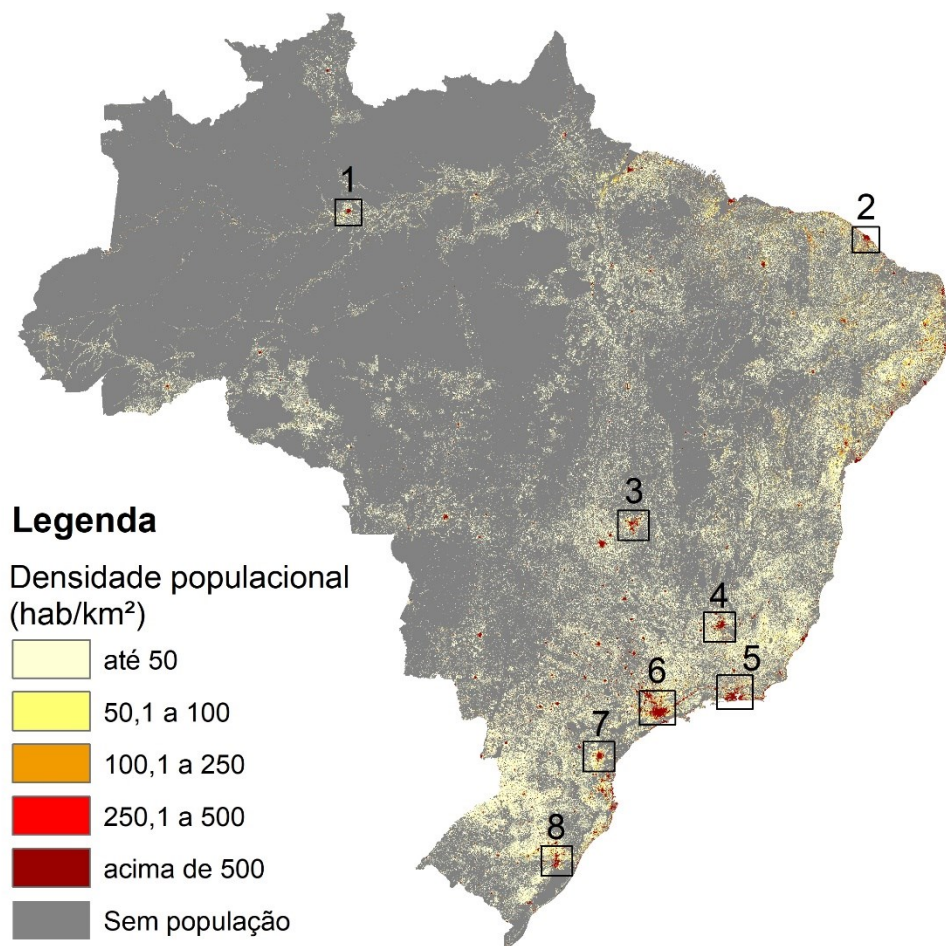 1
2
3
4
5
6
7
8
Legenda
Densidade populacional
(hab/km²)
até 50
50,1 a 100
100,1 a 250
250,1 a 500
acima de 500
Sem população